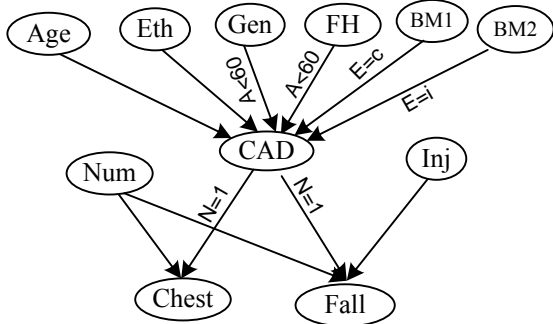 Age
Eth
Gen
FH
BM1
BM2
A<60
A<60
E=c
E=i
CAD
Num
Inj
N=1
N=1
Chest
Fall